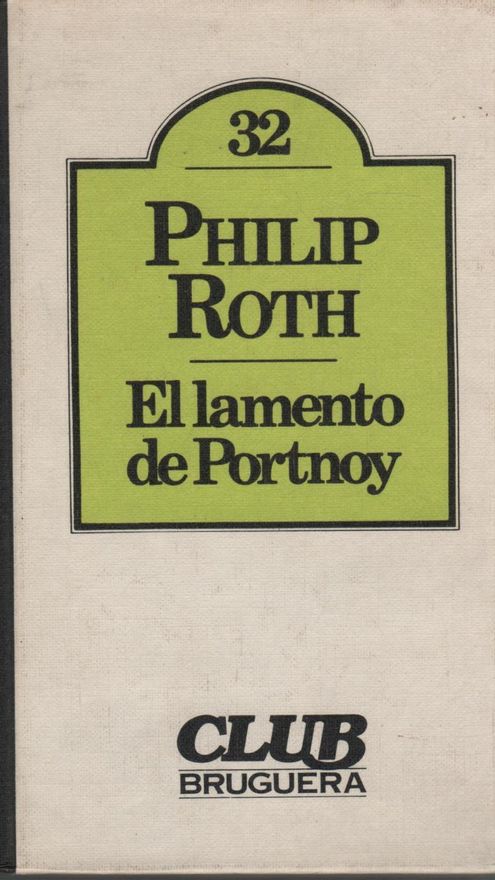 32
PHILIP
ROTH
El lamento
de Portnoy
CLUB
BRUGUERA